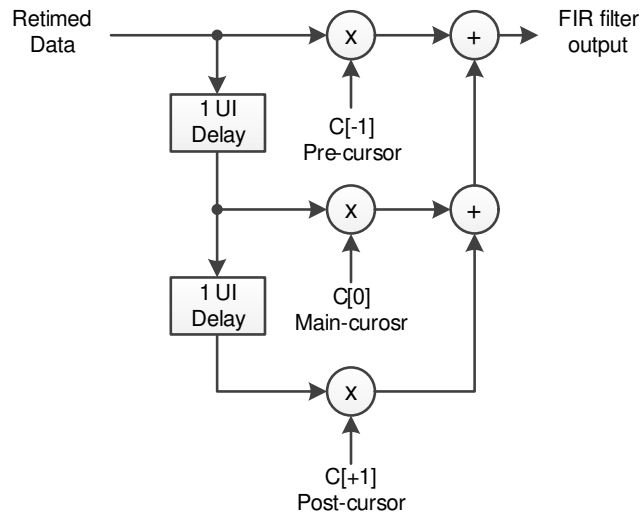 Retimed
Data
x
+
FIR filter
output
1 UI
Delay
C[-1]
Pre-cursor
x
+
1 UI
Delay
C[0]
Main-curosr
x
C[+1]
Post-cursor